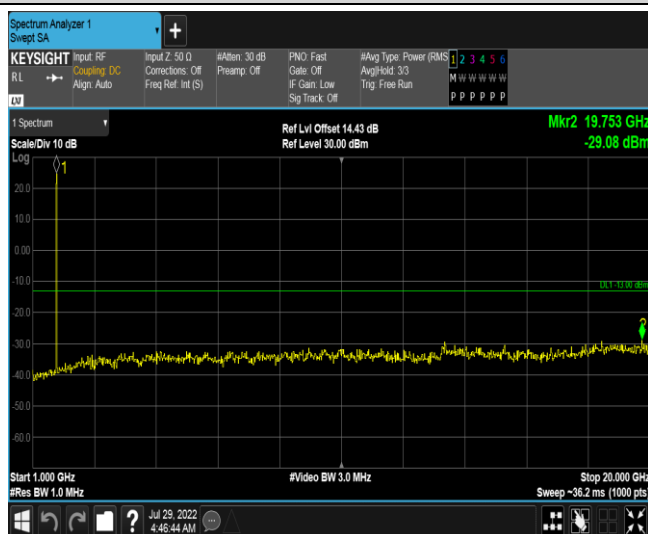 Spectrum Analyzer 1
Swept SA
+
KEYSIGHT
RL
LXI
Input: RF
Coupling: DC
Align: Auto
Input Z: 50 Ω
Corrections: Off
Freq Ref: Int (S)
#Atten: 30 dB
Preamp: Off
PNO: Fast
Gate: Off
IF Gain: Low
Sig Track: Off
#Avg Type: Power (RMS
Avg|Hold: 3/3
Trig: Free Run
1 2 3 4 5 6
M W W W W W
P P P P P P
1 Spectrum
Scale/Div 10 dB
Ref Lvl Offset 14.43 dB
Ref Level 30.00 dBm
Mkr2 19.753 GHz
-29.08 dBm
Log
1
20.0
10.0
0.00
-10.0
DL1 -13.00 dBm
-20.0
2
-30.0
-40.0
-50.0
-60.0
Start 1.000 GHz
#Video BW 3.0 MHz
Stop 20.000 GHz
#Res BW 1.0 MHz
Sweep ~36.2 ms (1000 pts)
?
Jul 29, 2022
4:46:44 AM